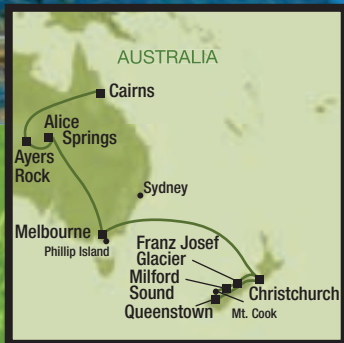 AUSTRALIA
Cairns
Alice
Springs
Ayers
Rock
Sydney
Melbourne
Phillip Island
Franz Josef
Glacier
Milford
Sound
Christchurch
Queenstown
Mt. Cook